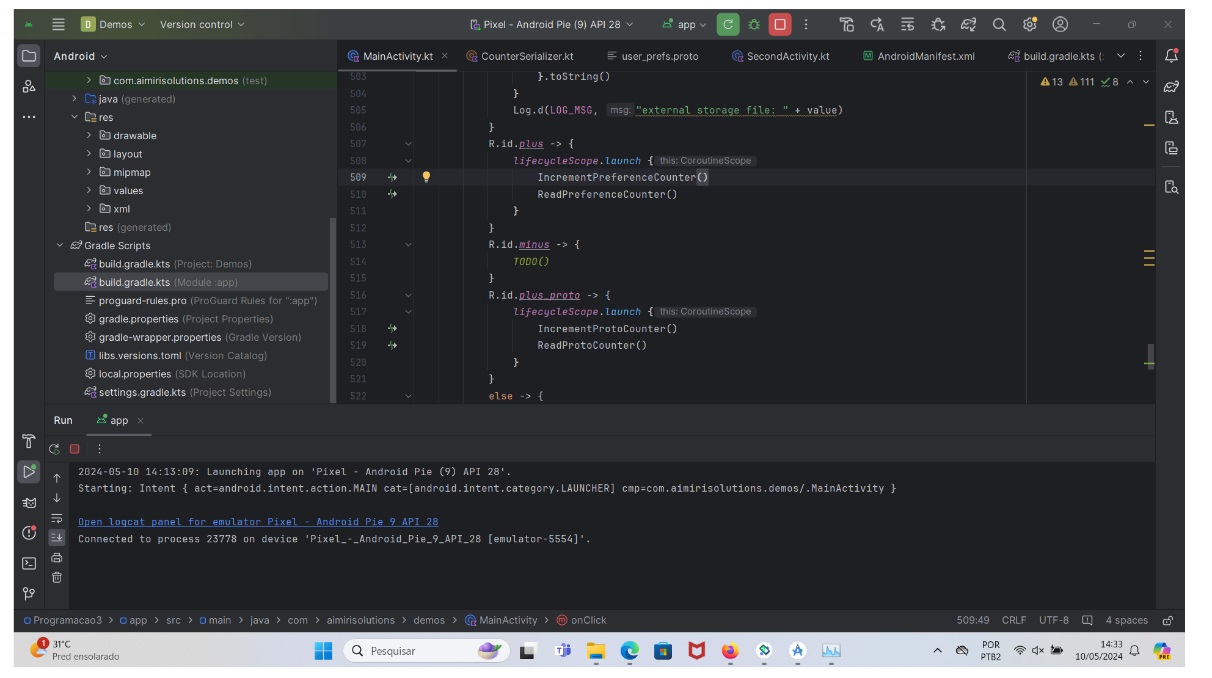 D Demos Version control Pixel - Android Pie (9) API 28 app
Android
MainActivity.kt CounterSerializer.kt user_prefs.proto SecondActivity.kt AndroidManifest.xml build.gradle.kts (:
com.aimirisolutions.demos (test)
java (generated)
res
drawable
layout
mipmap
values
xml
res (generated)
Gradle Scripts
build.gradle.kts (Project: Demos)
build.gradle.kts (Module :app)
proguard-rules.pro (ProGuard Rules for ":app")
gradle.properties (Project Properties)
gradle-wrapper.properties (Gradle Version)
libs.versions.toml (Version Catalog)
local.properties (SDK Location)
settings.gradle.kts (Project Settings)
13 111 8
503 }.toString()
504 }
505 Log.d(LOG_MSG, msg: "external storage file: " + value)
506 }
507 R.id.plus -> {
508 lifecycleScope.launch { this: CoroutineScope
509 IncrementPreferenceCounter()
510 ReadPreferenceCounter()
511 }
512 }
513 R.id.minus -> {
514 TODO()
515 }
516 R.id.plus_proto -> {
517 lifecycleScope.launch { this: CoroutineScope
518 IncrementProtoCounter()
519 ReadProtoCounter()
520 }
521 }
522 else -> {
Run app
2024-05-10 14:13:09: Launching app on 'Pixel - Android Pie (9) API 28'.
Starting: Intent { act=android.intent.action.MAIN cat=[android.intent.category.LAUNCHER] cmp=com.aimirisolutions.demos/.MainActivity }
Open logcat panel for emulator Pixel - Android Pie 9 API 28
Connected to process 23778 on device 'Pixel_-_Android_Pie_9_API_28 [emulator-5554]'.
Programacao3 > app > src > main > java > com > aimirisolutions > demos > MainActivity > onClick
509:49 CRLF UTF-8 4 spaces
1 31°C
Pred ensolarado
Pesquisar
POR
PTB2
14:33
10/05/2024
PRE